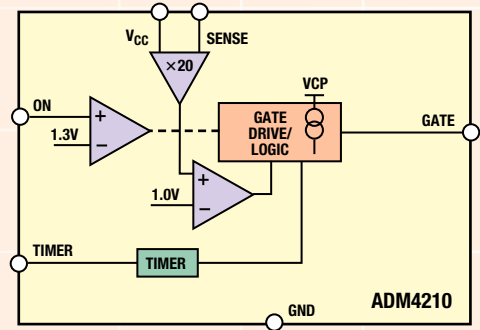 VCC
SENSE
×20
ON
+
1.3V
−
VCP
GATE
DRIVE/
LOGIC
GATE
+
1.0V
−
TIMER
TIMER
GND
ADM4210